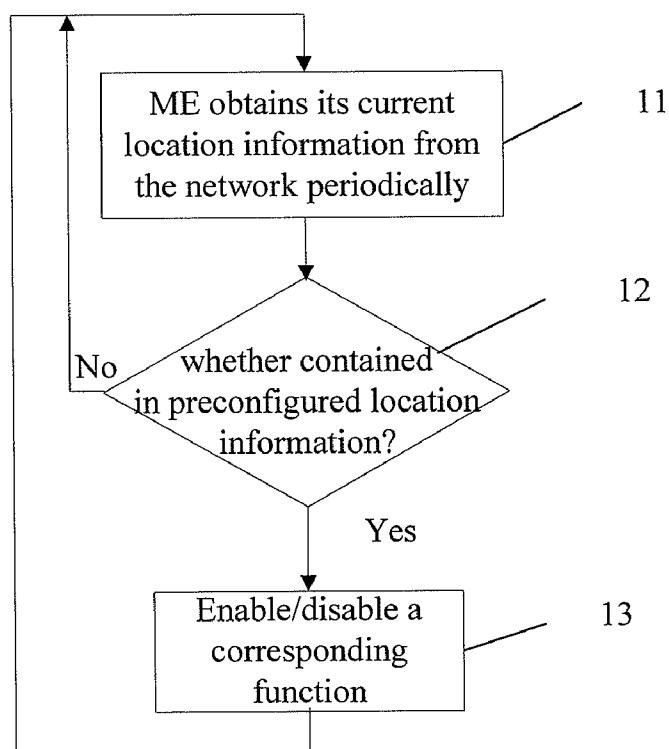 ME obtains its current
location information from
the network periodically
11
12
whether contained
in preconfigured location
information?
No
Yes
Enable/disable a
corresponding
function
13